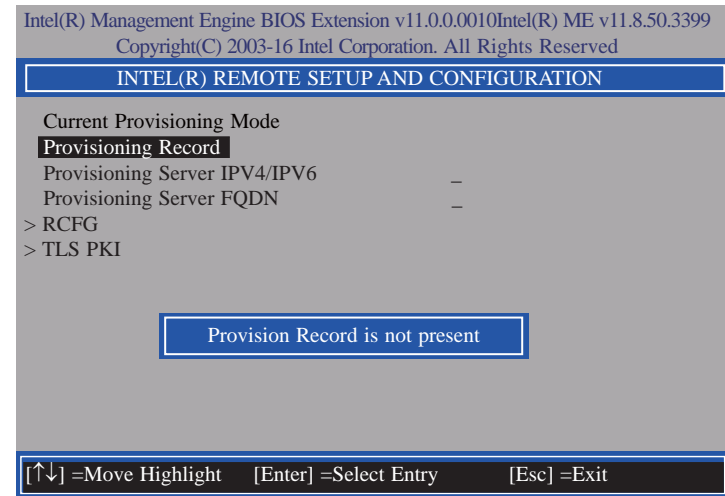 Intel(R) Management Engine BIOS Extension v11.0.0.0010Intel(R) ME v11.8.50.3399
Copyright(C) 2003-16 Intel Corporation. All Rights Reserved
INTEL(R) REMOTE SETUP AND CONFIGURATION
Current Provisioning Mode
Provisioning Record
Provisioning Server IPV4/IPV6 _
Provisioning Server FQDN _
> RCFG
> TLS PKI
Provision Record is not present
[↑↓] =Move Highlight [Enter] =Select Entry [Esc] =Exit